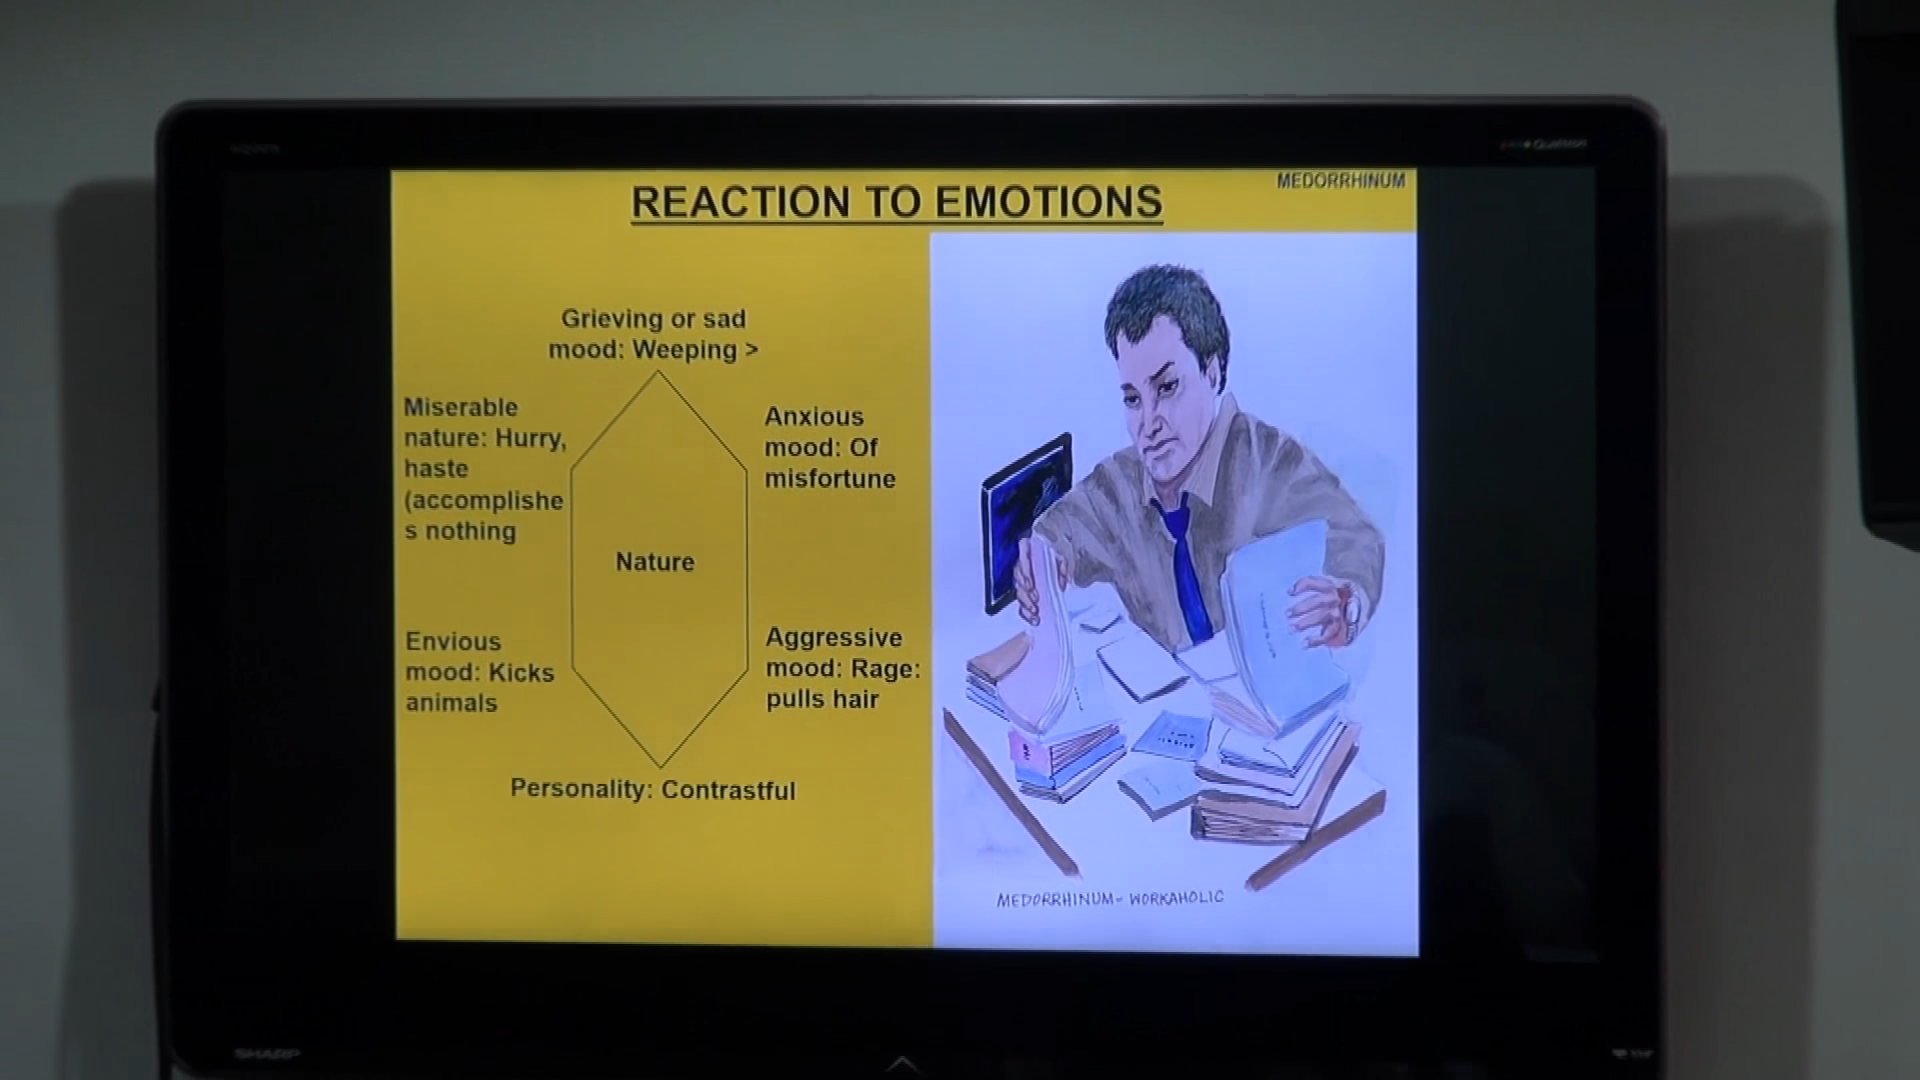 MEDORRHINUM
REACTION TO EMOTIONS
Grieving or sad
mood: Weeping >
Miserable
nature: Hurry,
haste
(accomplishe
s nothing
Anxious
mood: Of
misfortune
Nature
Envious
mood: Kicks
animals
Aggressive
mood: Rage:
pulls hair
Personality: Contrastful
MEDORRHINUM- WORKAHOLIC
SHARP